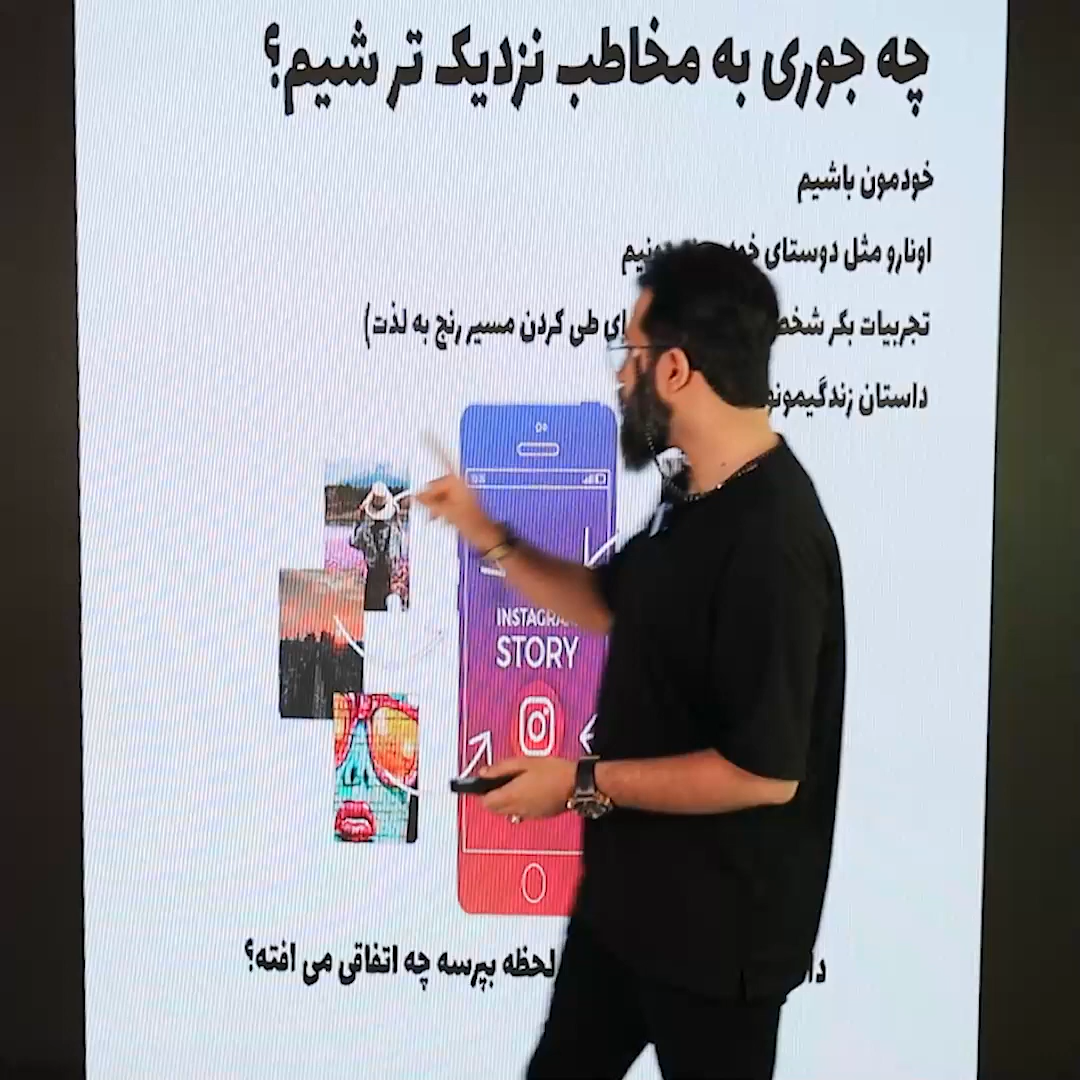 چه جوری به مخاطب نزدیک تر شیم؟
خودمون باشیم
اونارو مثل دوستای
تجربیات بکر طی کردن مسیر رنج به لذت)
داستان
INSTAGRAM
STORY
لحظه بپرسه چه اتفاقی می افته؟